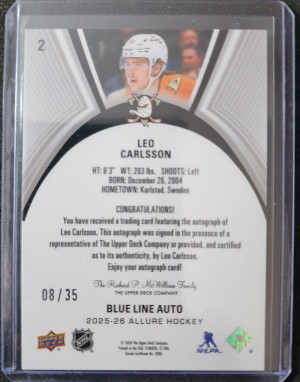 2
LEO
CARLSSON
HT: 6'3" WT: 203 lbs. SHOOTS: Left
BORN: December 26, 2004
HOMETOWN: Karlstad, Sweden
CONGRATULATIONS!
You have received a trading card featuring the autograph of
Leo Carlsson. This autograph was signed in the presence of a
representative of The Upper Deck Company or provided, and certified
as to its authenticity, by Leo Carlsson.
Enjoy your autograph card!
08/35
The Richard P. McWilliam Family
THE UPPER DECK COMPANY
BLUE LINE AUTO
2025-26 ALLURE HOCKEY
UPPER DECK
NHL
NHLPA